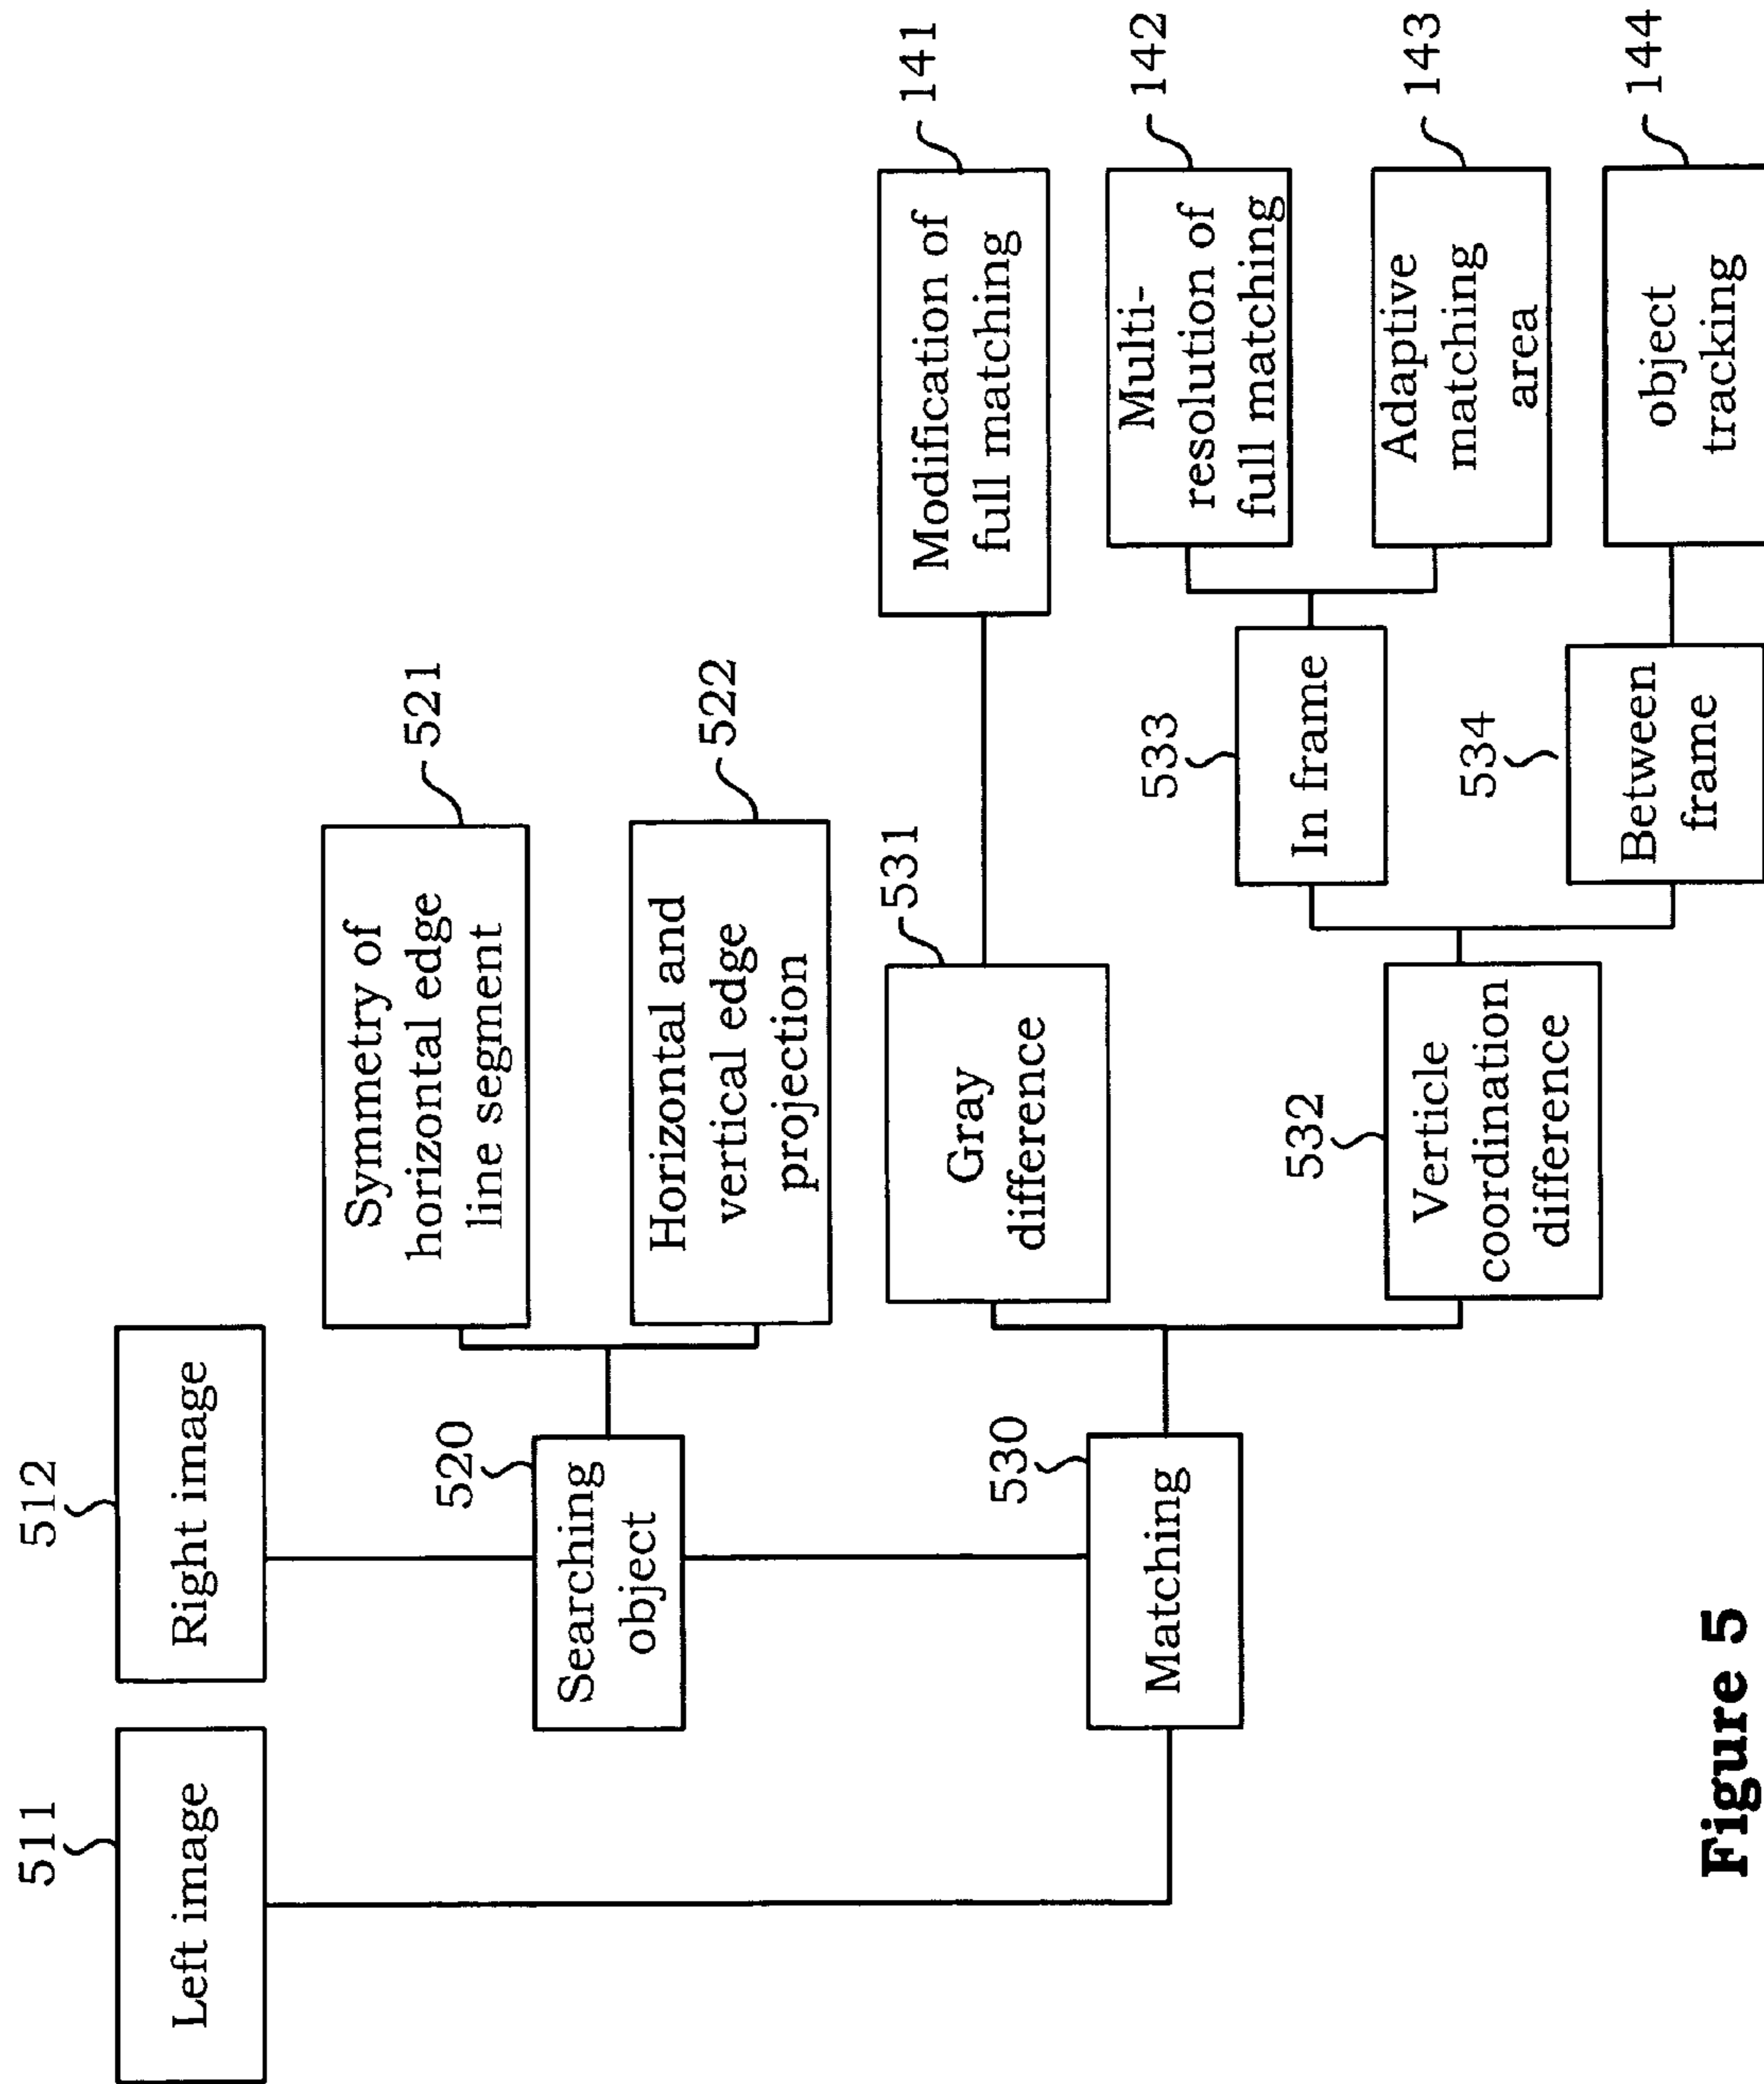 511
Left image
512
Right image
520
Searching
object
521
Symmetry of
horizontal edge
line segment
522
Horizontal and
vertical edge
projection
530
Matching
531
Gray
difference
141
Modification of
full matching
532
Verticle
coordination
difference
533
In frame
142
Multi-
resolution of
full matching
143
Adaptive
matching
area
534
Between
frame
144
object
tracking
Figure 5